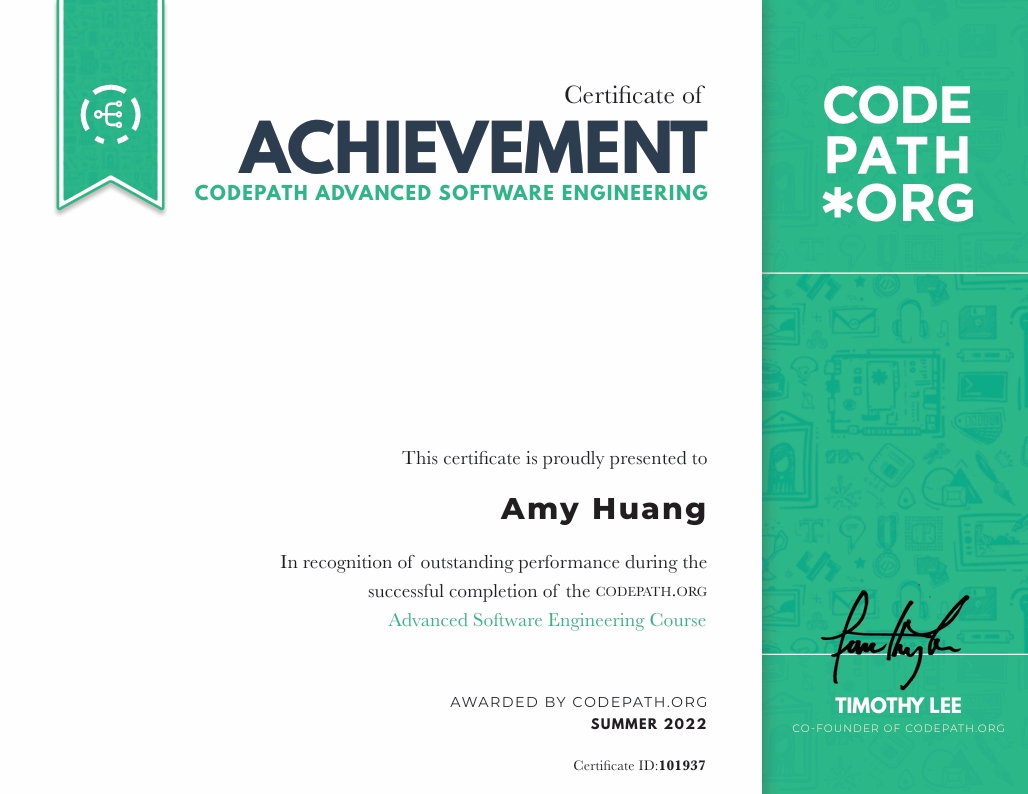 Certificate of
ACHIEVEMENT
CODEPATH ADVANCED SOFTWARE ENGINEERING
CODE
PATH
*ORG
This certificate is proudly presented to
Amy Huang
In recognition of outstanding performance during the
successful completion of the CODEPATH.ORG
Advanced Software Engineering Course
AWARDED BY CODEPATH.ORG
SUMMER 2022
Certificate ID:101937
TIMOTHY LEE
CO-FOUNDER OF CODEPATH.ORG